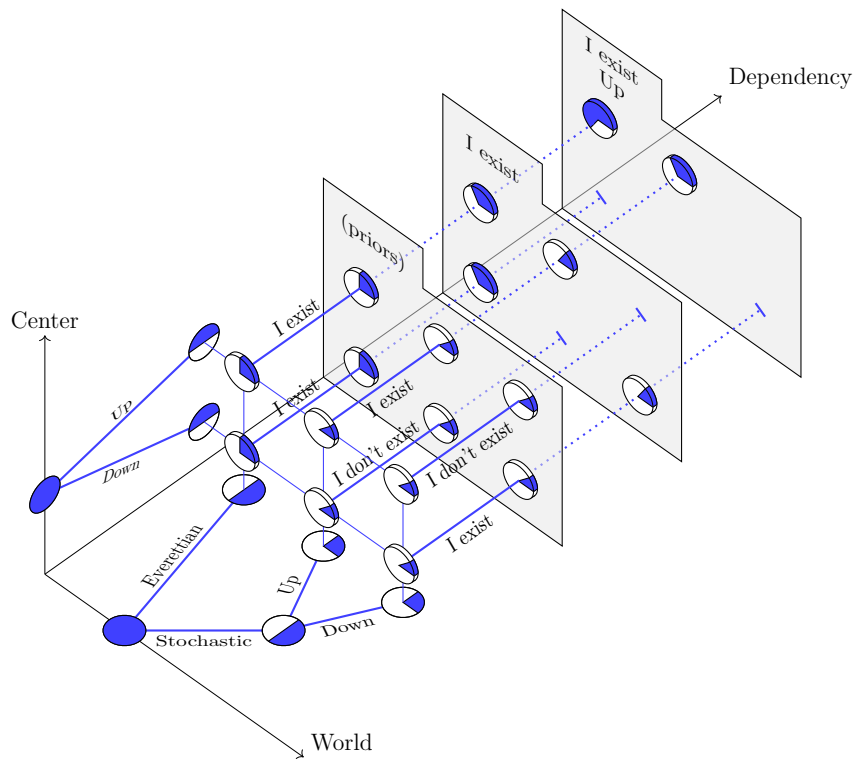 I exist
Up
Dependency
I exist
(priors)
Center
I exist
Up
I exist
I exist
Down
I don't exist
I don't exist
Everettian
I exist
Up
Down
Stochastic
World